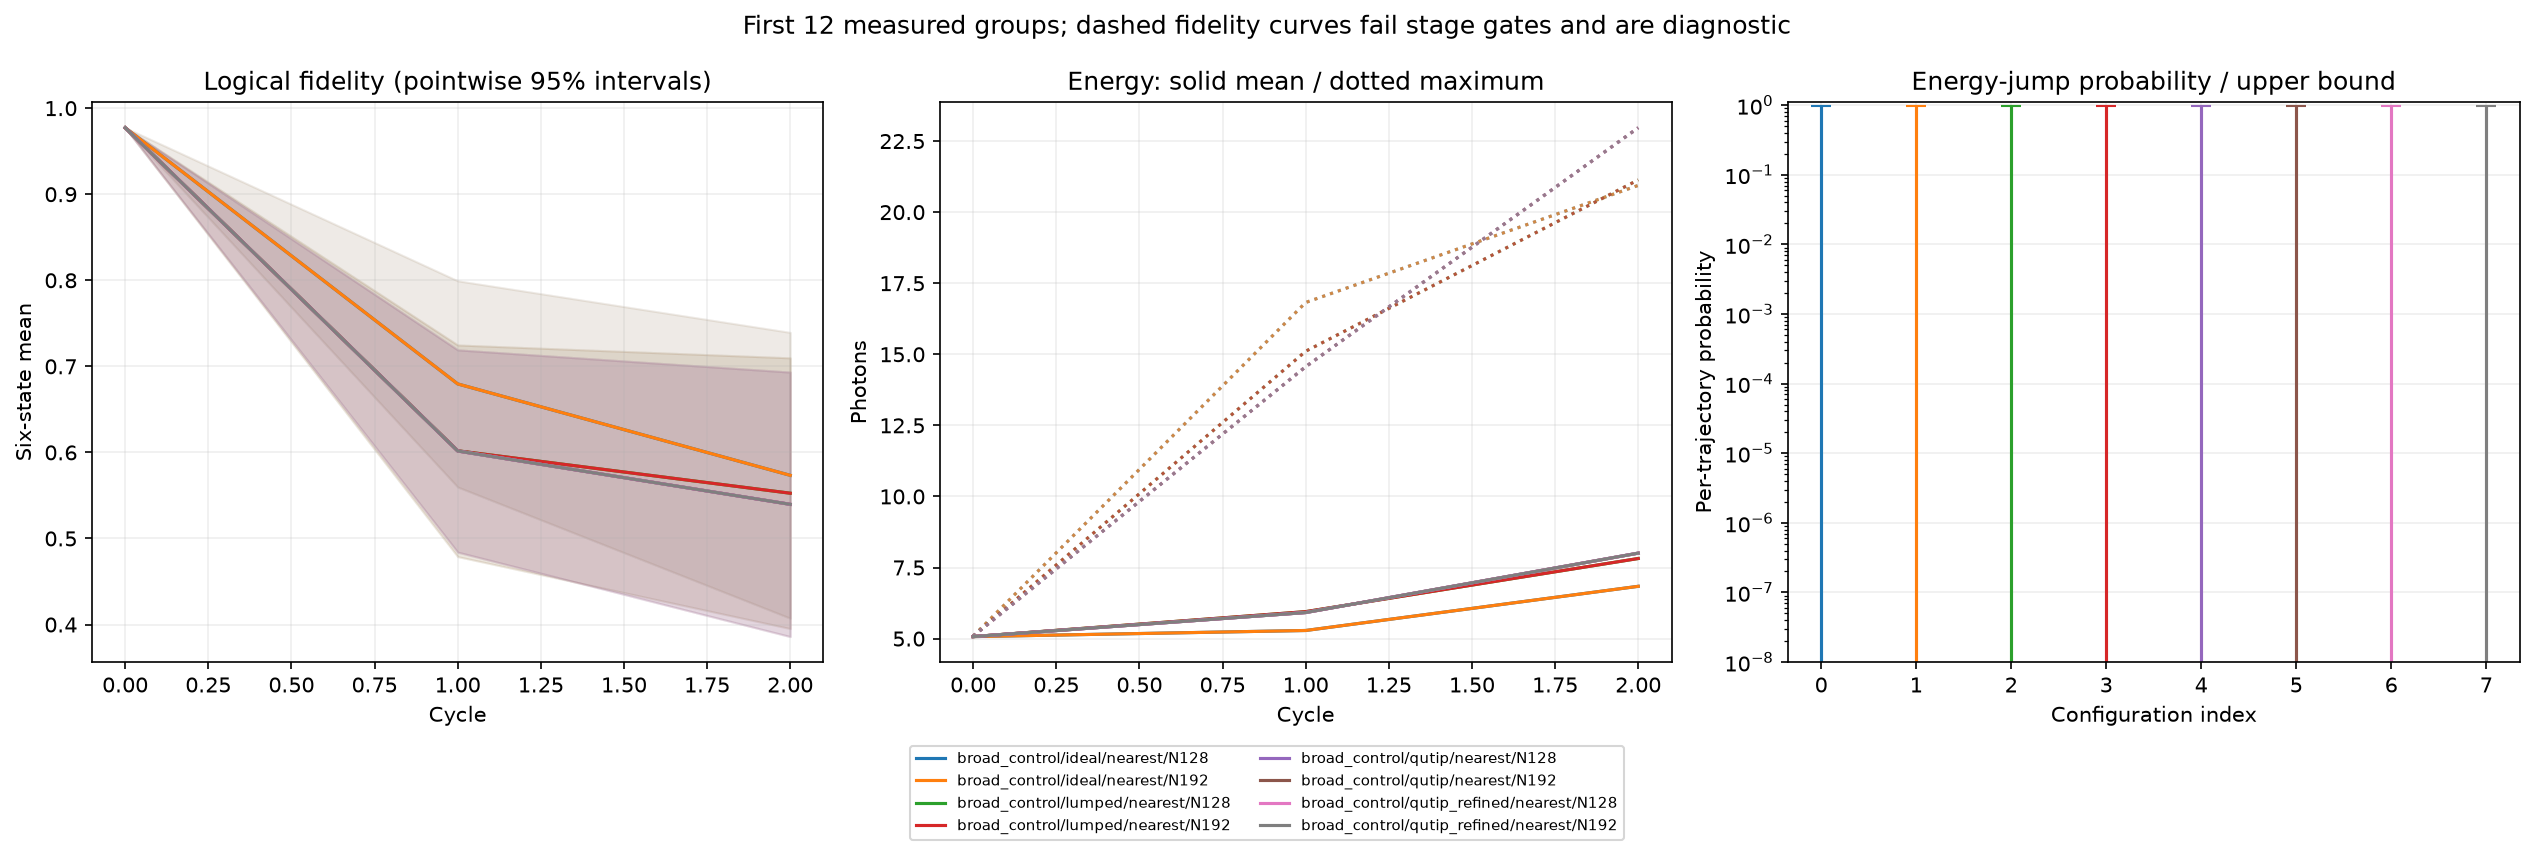 First 12 measured groups; dashed fidelity curves fail stage gates and are diagnostic
Logical fidelity (pointwise 95% intervals)
1.0
0.9
0.8
0.7
0.6
0.5
0.4
Six-state mean
0.00 0.25 0.50 0.75 1.00 1.25 1.50 1.75 2.00
Cycle
Energy: solid mean / dotted maximum
22.5
20.0
17.5
15.0
12.5
10.0
7.5
5.0
Photons
0.00 0.25 0.50 0.75 1.00 1.25 1.50 1.75 2.00
Cycle
Energy-jump probability / upper bound
10⁰
10⁻¹
10⁻²
10⁻³
10⁻⁴
10⁻⁵
10⁻⁶
10⁻⁷
10⁻⁸
Per-trajectory probability
0 1 2 3 4 5 6 7
Configuration index
broad_control/ideal/nearest/N128
broad_control/ideal/nearest/N192
broad_control/lumped/nearest/N128
broad_control/lumped/nearest/N192
broad_control/qutip/nearest/N128
broad_control/qutip/nearest/N192
broad_control/qutip_refined/nearest/N128
broad_control/qutip_refined/nearest/N192